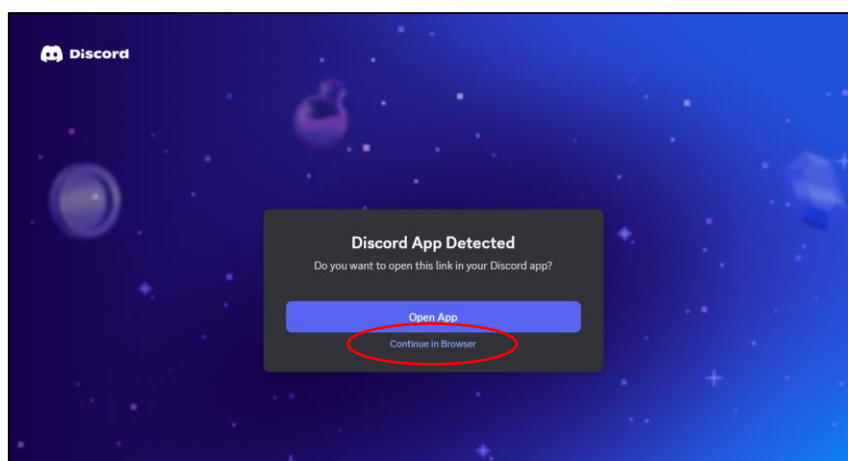 Discord
Discord App Detected
Do you want to open this link in your Discord app?
Open App
Continue in Browser